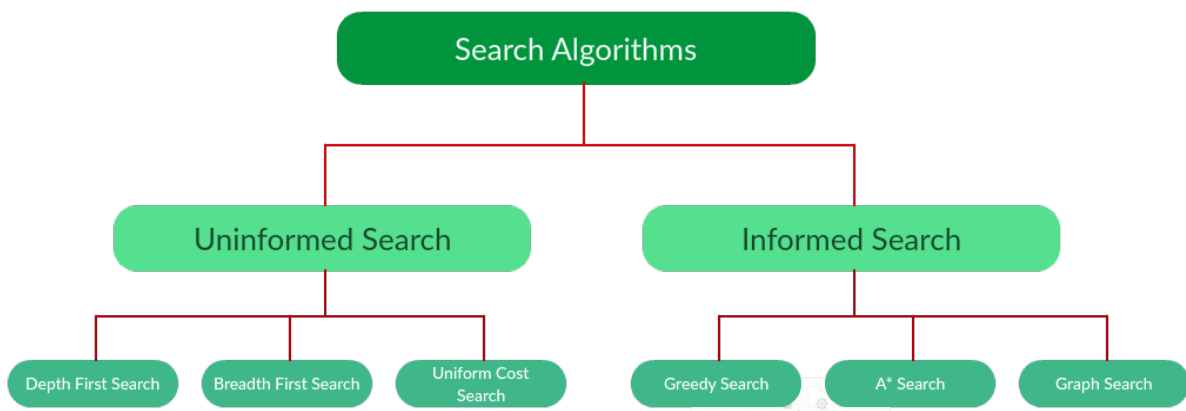 Search Algorithms
Uninformed Search
Informed Search
Depth First Search
Breadth First Search
Uniform Cost
Search
Greedy Search
A* Search
Graph Search